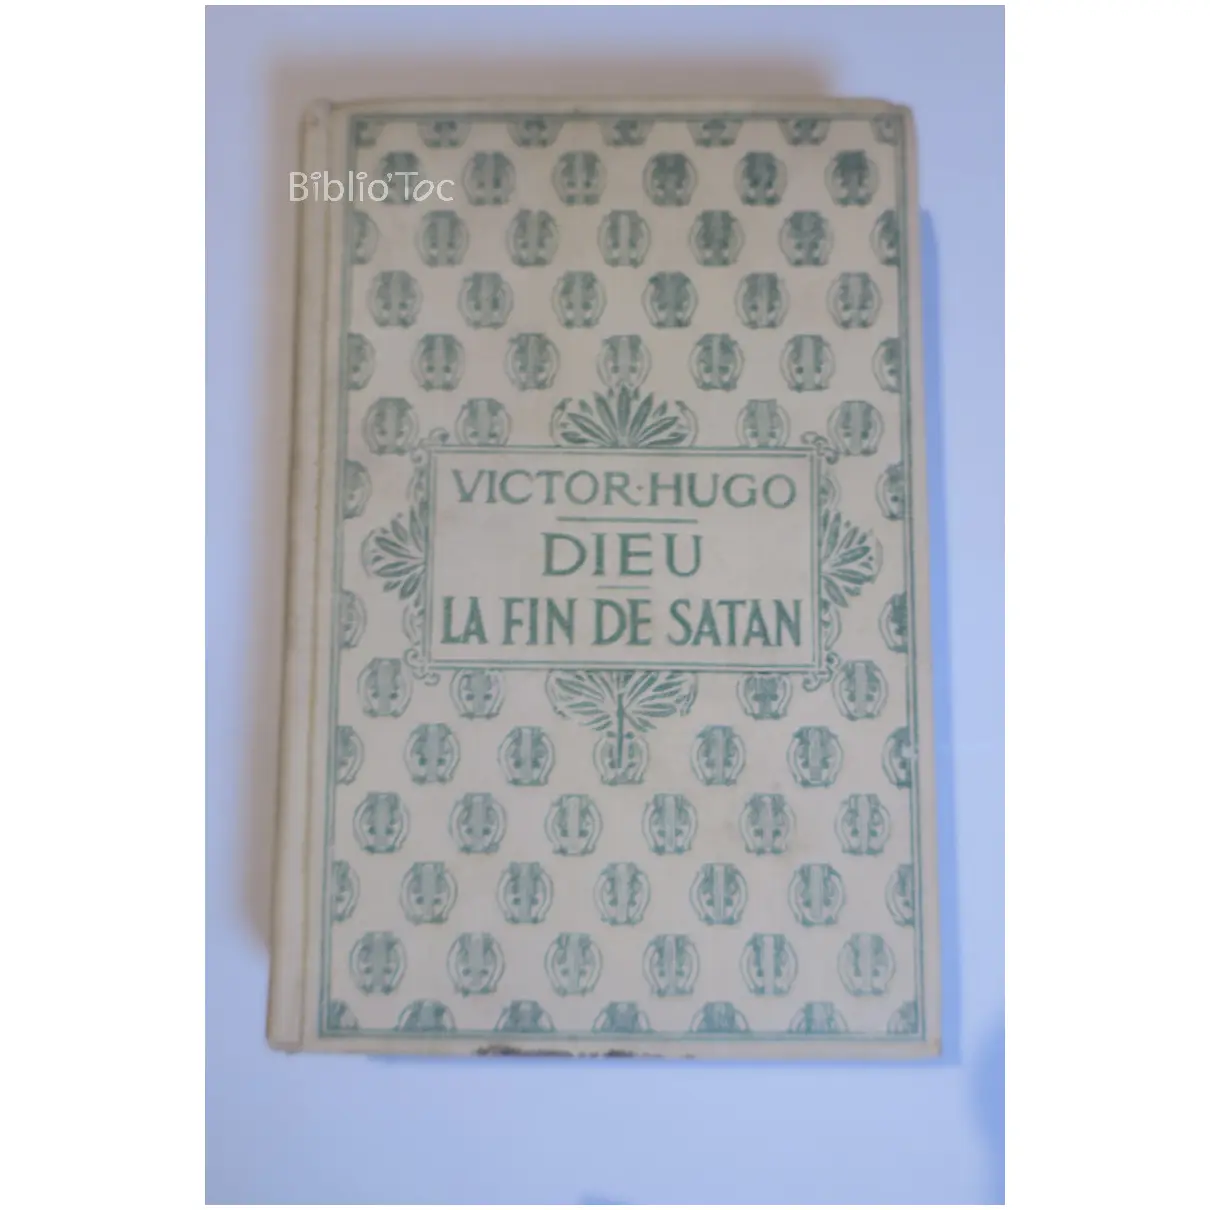 Biblio'Toc
VICTOR·HUGO
DIEU
LA FIN DE SATAN